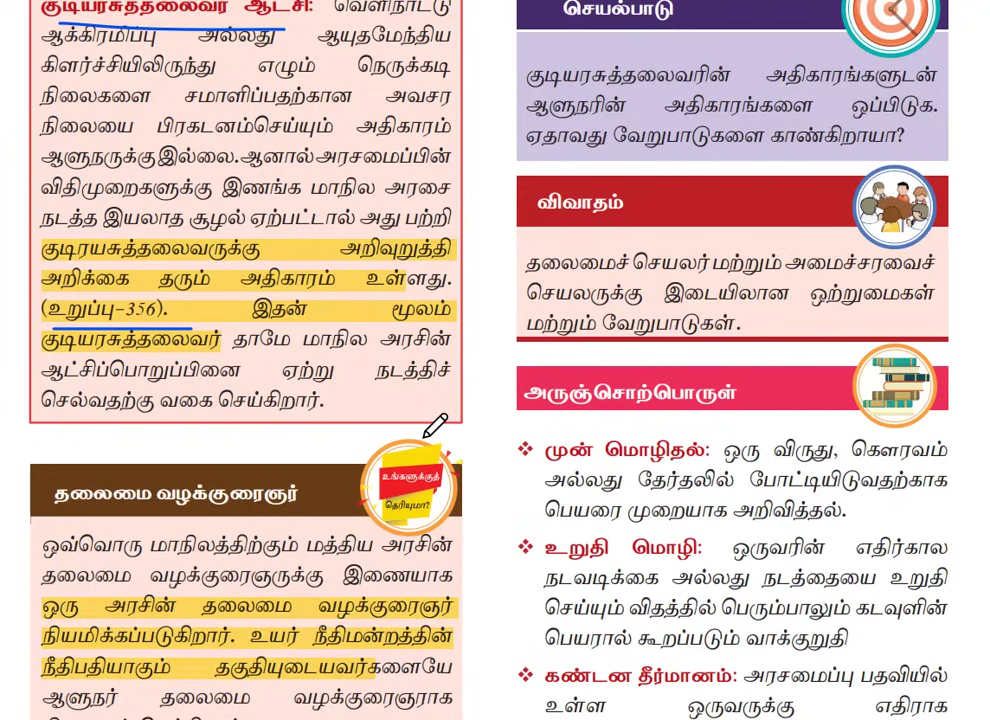 குடியரசுத்தலைவர் ஆட்சி: வெளிநாட்டு
ஆக்கிரமிப்பு அல்லது ஆயுதமேந்திய
கிளர்ச்சியிலிருந்து எழும் நெருக்கடி
நிலைகளை சமாளிப்பதற்கான அவசர
நிலையை பிரகடனம்செய்யும் அதிகாரம்
ஆளுநருக்குஇல்லை.ஆனால்அரசமைப்பின்
விதிமுறைகளுக்கு இணங்க மாநில அரசை
நடத்த இயலாத சூழல் ஏற்பட்டால் அது பற்றி
குடிரயசுத்தலைவருக்கு அறிவுறுத்தி
அறிக்கை தரும் அதிகாரம் உள்ளது.
(உறுப்பு-356). இதன் மூலம்
குடியரசுத்தலைவர் தாமே மாநில அரசின்
ஆட்சிப்பொறுப்பினை ஏற்று நடத்திச்
செல்வதற்கு வகை செய்கிறார்.
தலைமை வழக்குரைஞர்
உங்களுக்குத்
தெரியுமா?
ஒவ்வொரு மாநிலத்திற்கும் மத்திய அரசின்
தலைமை வழக்குரைஞருக்கு இணையாக
ஒரு அரசின் தலைமை வழக்குரைஞர்
நியமிக்கப்படுகிறார். உயர் நீதிமன்றத்தின்
நீதிபதியாகும் தகுதியுடையவர்களையே
ஆளுநர் தலைமை வழக்குரைஞராக
செயல்பாடு
குடியரசுத்தலைவரின் அதிகாரங்களுடன்
ஆளுநரின் அதிகாரங்களை ஒப்பிடுக.
ஏதாவது வேறுபாடுகளை காண்கிறாயா?
விவாதம்
தலைமைச் செயலர் மற்றும் அமைச்சரவைச்
செயலருக்கு இடையிலான ஒற்றுமைகள்
மற்றும் வேறுபாடுகள்.
அருஞ்சொற்பொருள்
❖ முன் மொழிதல்: ஒரு விருது, கௌரவம்
அல்லது தேர்தலில் போட்டியிடுவதற்காக
பெயரை முறையாக அறிவித்தல்.
❖ உறுதி மொழி: ஒருவரின் எதிர்கால
நடவடிக்கை அல்லது நடத்தையை உறுதி
செய்யும் விதத்தில் பெரும்பாலும் கடவுளின்
பெயரால் கூறப்படும் வாக்குறுதி
❖ கண்டன தீர்மானம்: அரசமைப்பு பதவியில்
உள்ள ஒருவருக்கு எதிராக